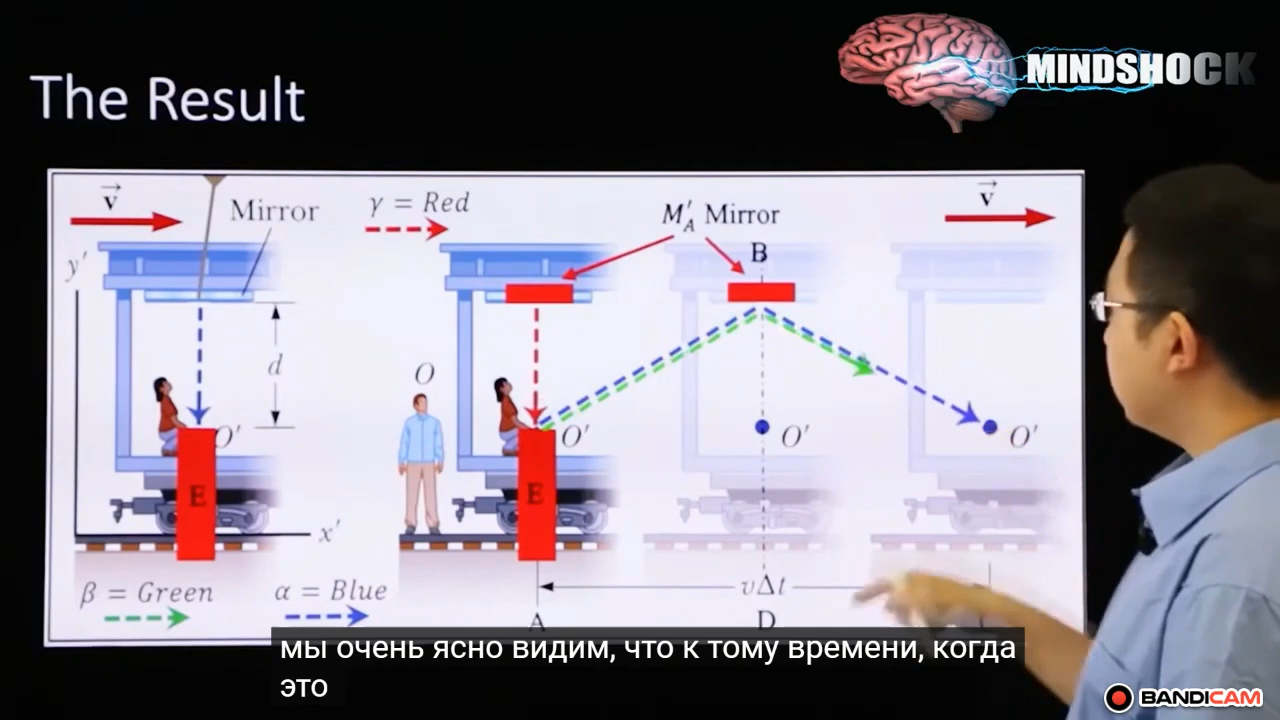 MINDSHOCK
The Result
v
Mirror
γ = Red
M'A Mirror
v
B
y'
d
O
O'
O'
O'
O'
E
E
x'
β = Green
α = Blue
vΔt
A
D
мы очень ясно видим, что к тому времени, когда
это
BANDICAM